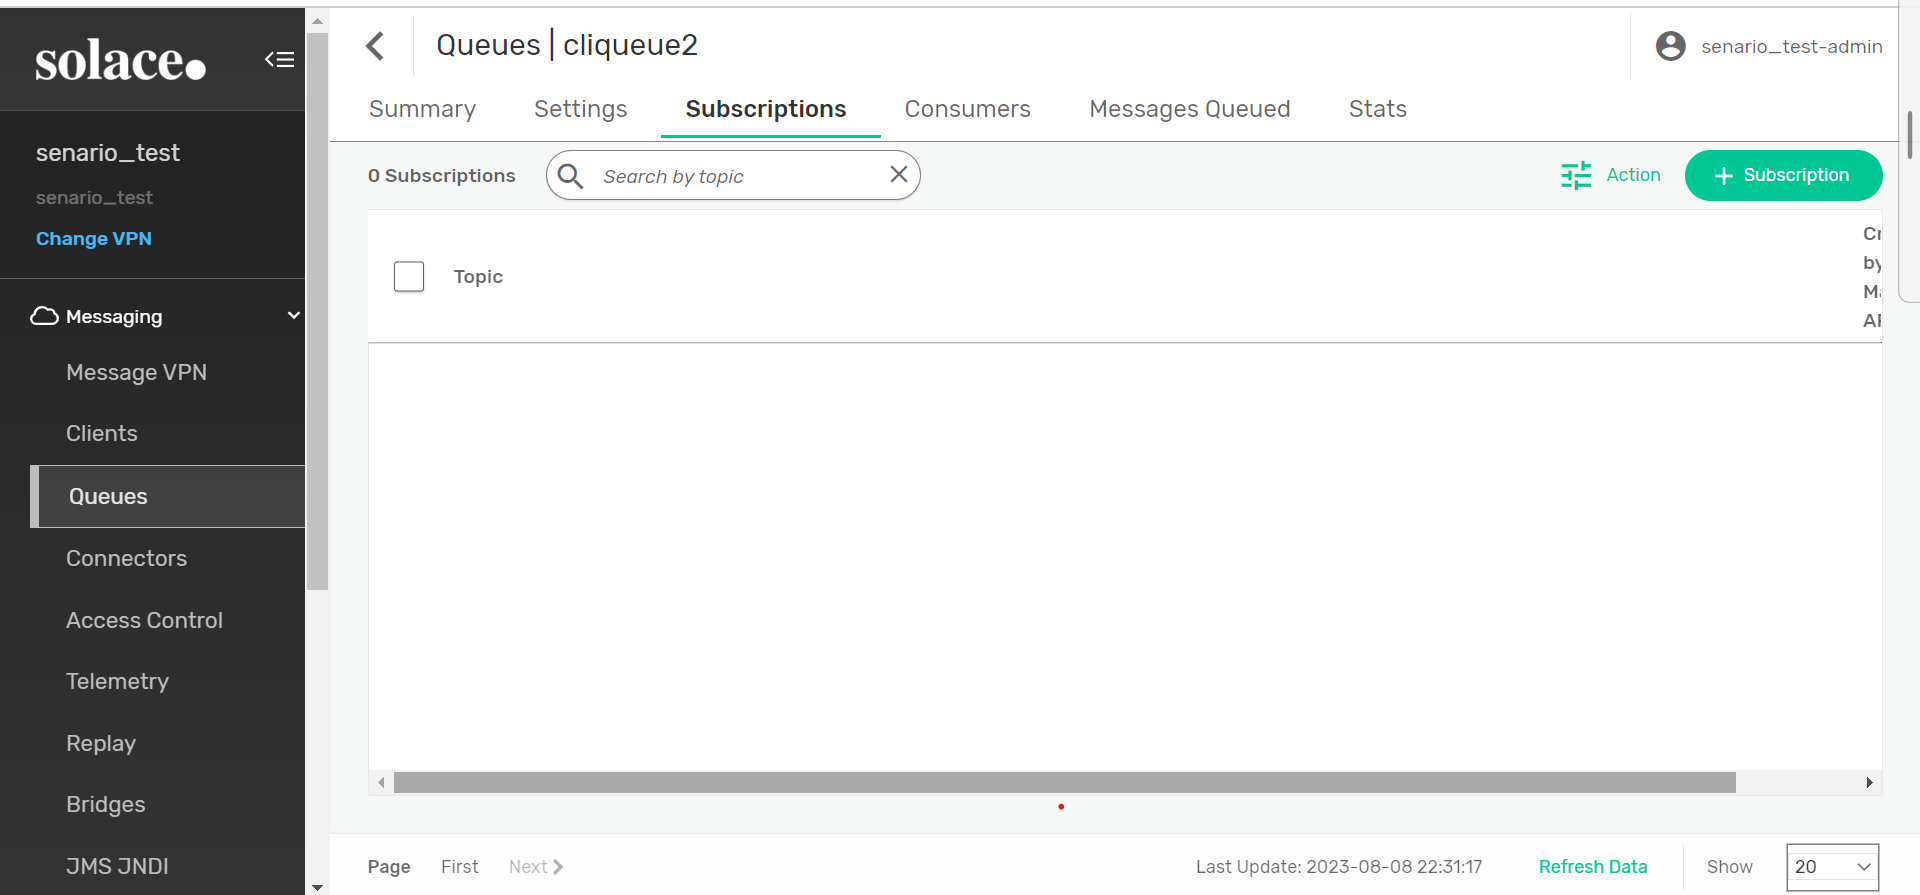 solace.
senario_test
senario_test
Change VPN
Messaging
Message VPN
Clients
Queues
Connectors
Access Control
Telemetry
Replay
Bridges
JMS JNDI
Queues | cliqueue2
senario_test-admin
Summary Settings Subscriptions Consumers Messages Queued Stats
0 Subscriptions Search by topic Action + Subscription
Topic
Page First Next Last Update: 2023-08-08 22:31:17 Refresh Data Show 20